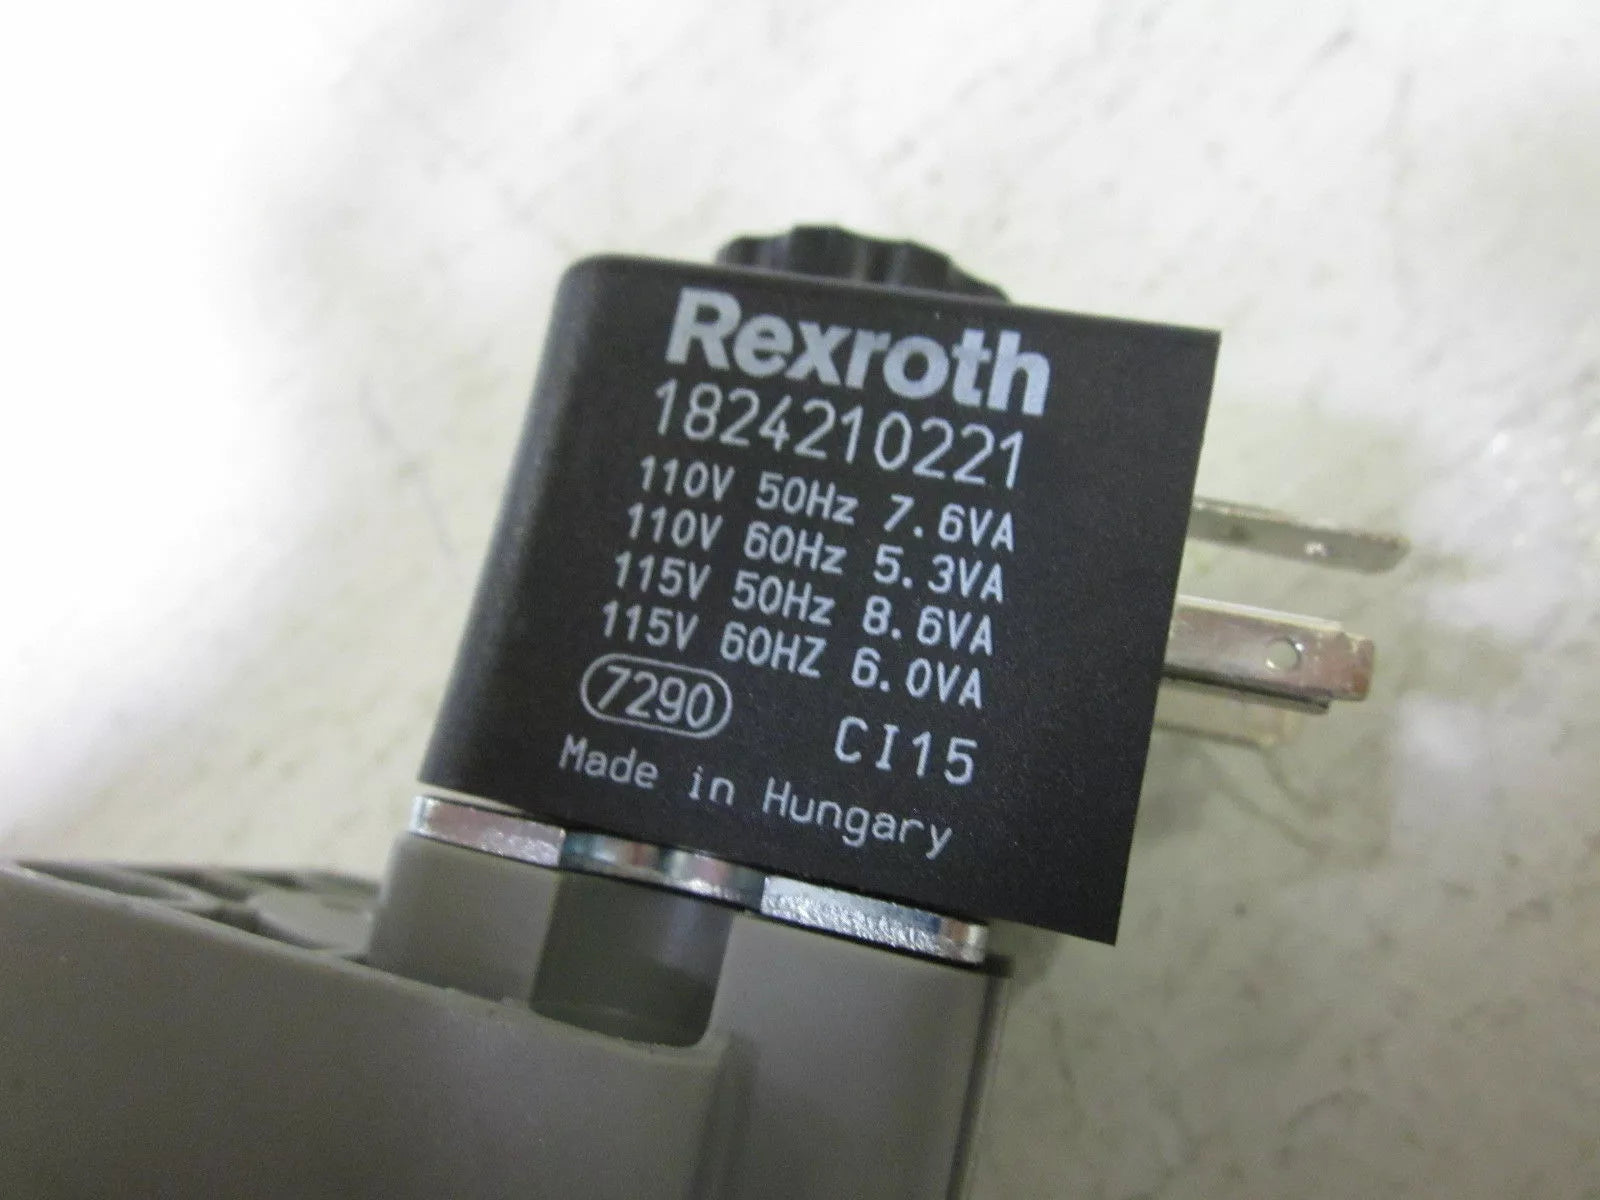 Rexroth
1824210221
110V 50Hz 7.6VA
110V 60Hz 5.3VA
115V 50Hz 8.6VA
115V 60HZ 6.0VA
7290 CI15
Made in Hungary